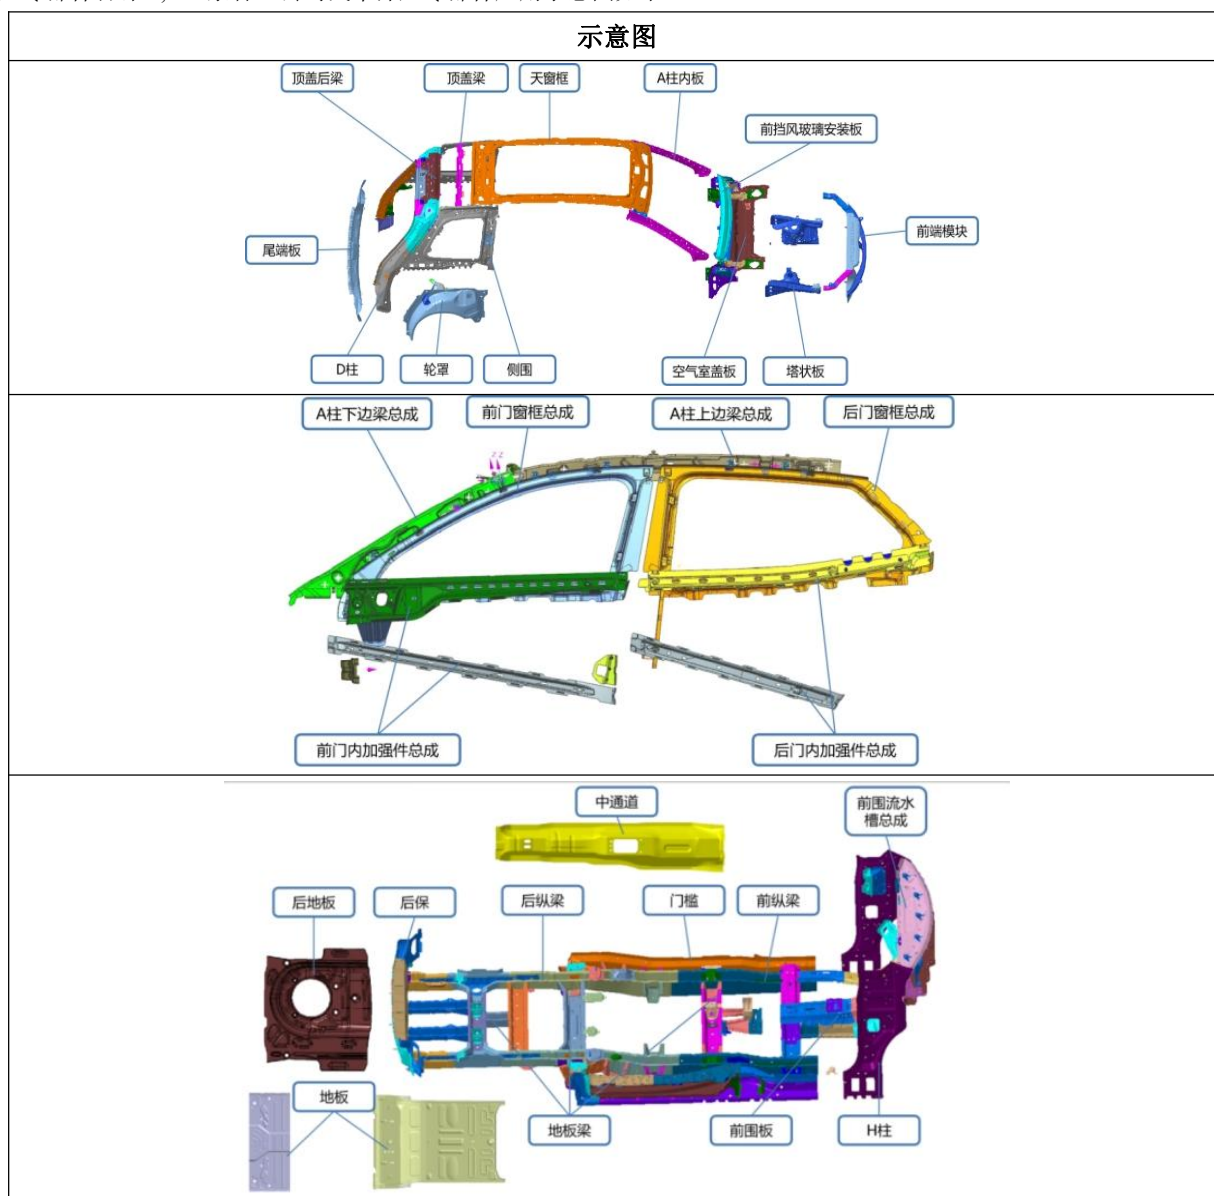 示意图
顶盖后梁
顶盖梁
天窗框
A柱内板
前挡风玻璃安装板
尾端板
前端模块
D柱
轮罩
侧围
空气室盖板
塔状板
A柱下边梁总成
前门窗框总成
A柱上边梁总成
后门窗框总成
前门内加强件总成
后门内加强件总成
中通道
前围流水
槽总成
后地板
后保
后纵梁
门槛
前纵梁
地板
地板梁
前围板
H柱